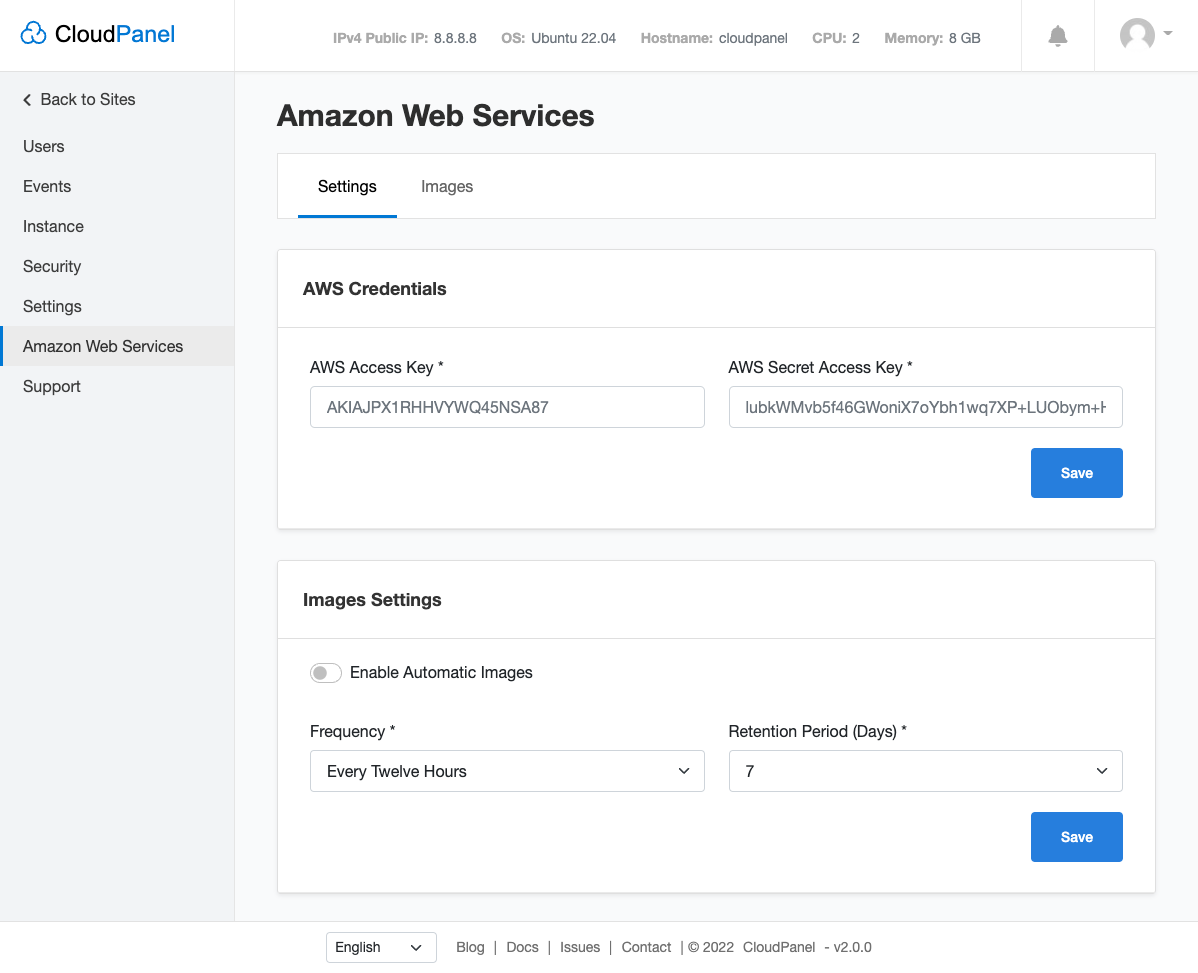 CloudPanel
IPv4 Public IP: 8.8.8.8 OS: Ubuntu 22.04 Hostname: cloudpanel CPU: 2 Memory: 8 GB
Back to Sites
Users
Events
Instance
Security
Settings
Amazon Web Services
Support
Amazon Web Services
Settings Images
AWS Credentials
AWS Access Key * AWS Secret Access Key *
AKIAJPX1RHHVYWQ45NSA87 lubkWMvb5f46GWoniX7oYbh1wq7XP+LUObym+H
Save
Images Settings
Enable Automatic Images
Frequency * Retention Period (Days) *
Every Twelve Hours 7
Save
English Blog | Docs | Issues | Contact | © 2022 CloudPanel - v2.0.0